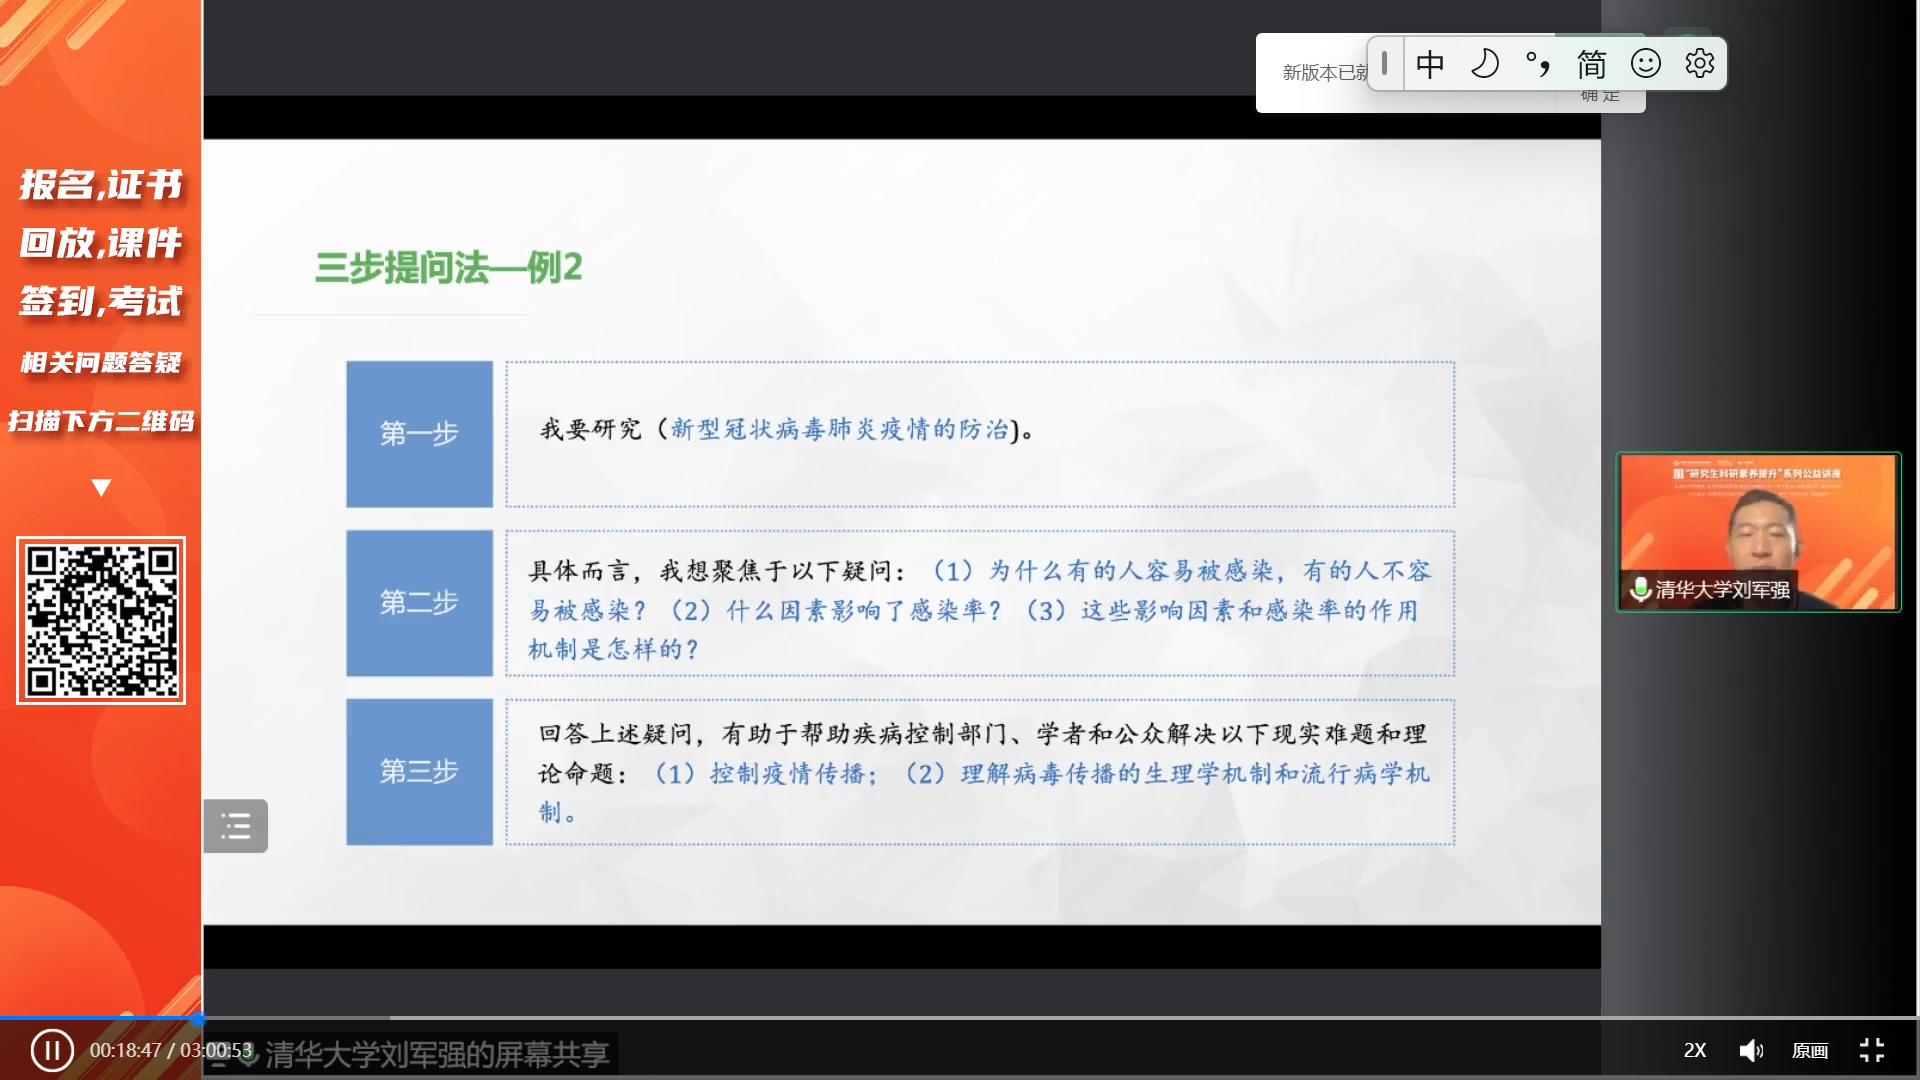 报名,证书
回放,课件
签到,考试
相关问题答疑
扫描下方二维码
新版本已就
中
简
确定
三步提问法—例2
第一步
我要研究（新型冠状病毒肺炎疫情的防治)。
第二步
具体而言，我想聚焦于以下疑问：（1）为什么有的人容易被感染，有的人不容
易被感染？（2）什么因素影响了感染率？（3）这些影响因素和感染率的作用
机制是怎样的？
第三步
回答上述疑问，有助于帮助疾病控制部门、学者和公众解决以下现实难题和理
论命题：（1）控制疫情传播；（2）理解病毒传播的生理学机制和流行病学机
制。
"研究生科研素养提升"系列公益讲座
清华大学刘军强
00:18:47 / 03:00:53
清华大学刘军强的屏幕共享
2X
原画